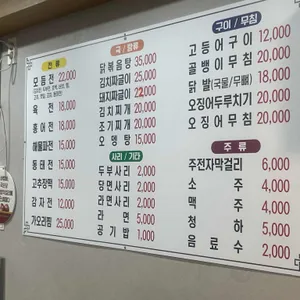 전 류
모 듬 전 22,000
육 전 18,000
홍 어 전 18,000
해물파전 15,000
동 태 전 15,000
고추장떡 15,000
감 자 전 12,000
가오리찜 25,000
국 / 탕류
닭볶음탕 35,000
김치짜글이 25,000
돼지짜글이 22,000
김 치 찌 개 20,000
동 태 찌 개 20,000
조 기 찌 개 20,000
오 뎅 탕 15,000
사리 / 기타
두부사리 2,000
당면사리 2,000
라면사리 2,000
라 면 5,000
공 기 밥 1,000
구이 / 무침
고등어구이 12,000
골뱅이무침 20,000
닭 발(국물/무뼈) 18,000
오징어두루치기 20,000
오 징 어 무 침 20,000
주 류
주전자막걸리 6,000
소 주 4,000
맥 주 4,000
청 하 5,000
음 료 수 2,000